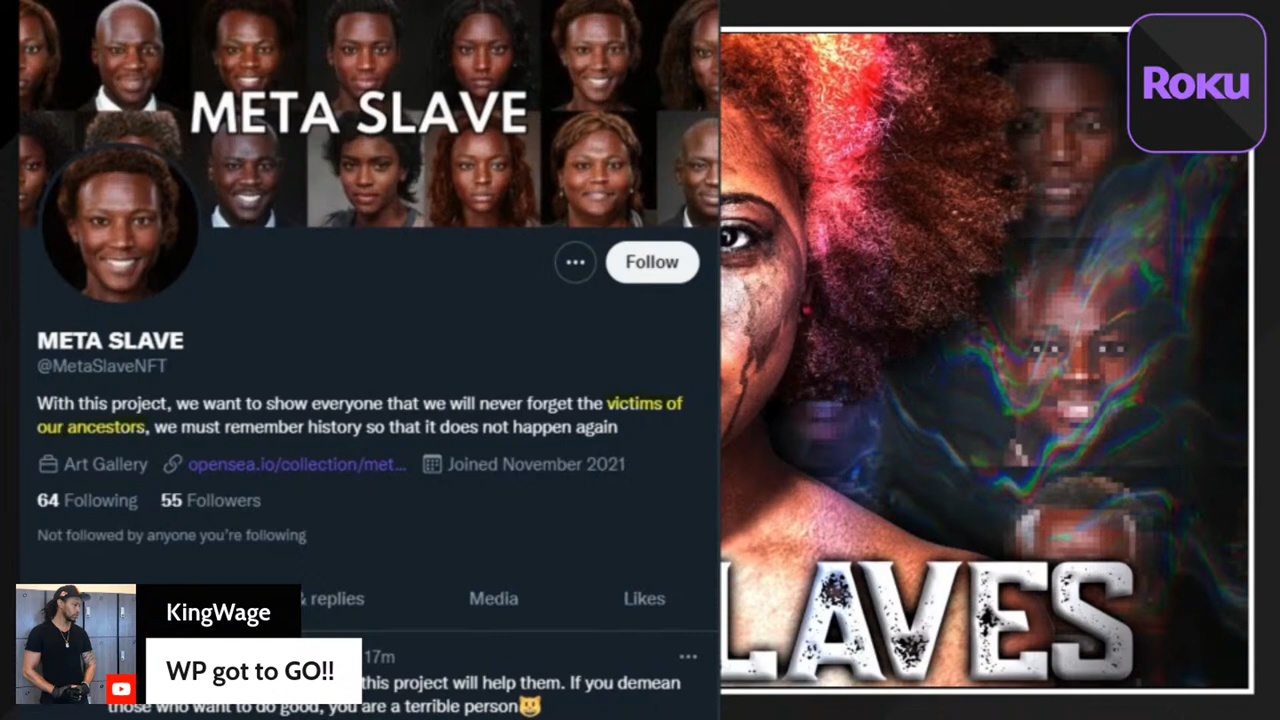 META SLAVE
ROKU
Follow
META SLAVE
@MetaSlaveNFT
With this project, we want to show everyone that we will never forget the victims of
our ancestors, we must remember history so that it does not happen again
Art Gallery opensea.io/collection/met... Joined November 2021
64 Following 55 Followers
Not followed by anyone you're following
& replies Media Likes
KingWage
WP got to GO!!
17m
this project will help them. If you demean
those who want to do good, you are a terrible person
LAVES